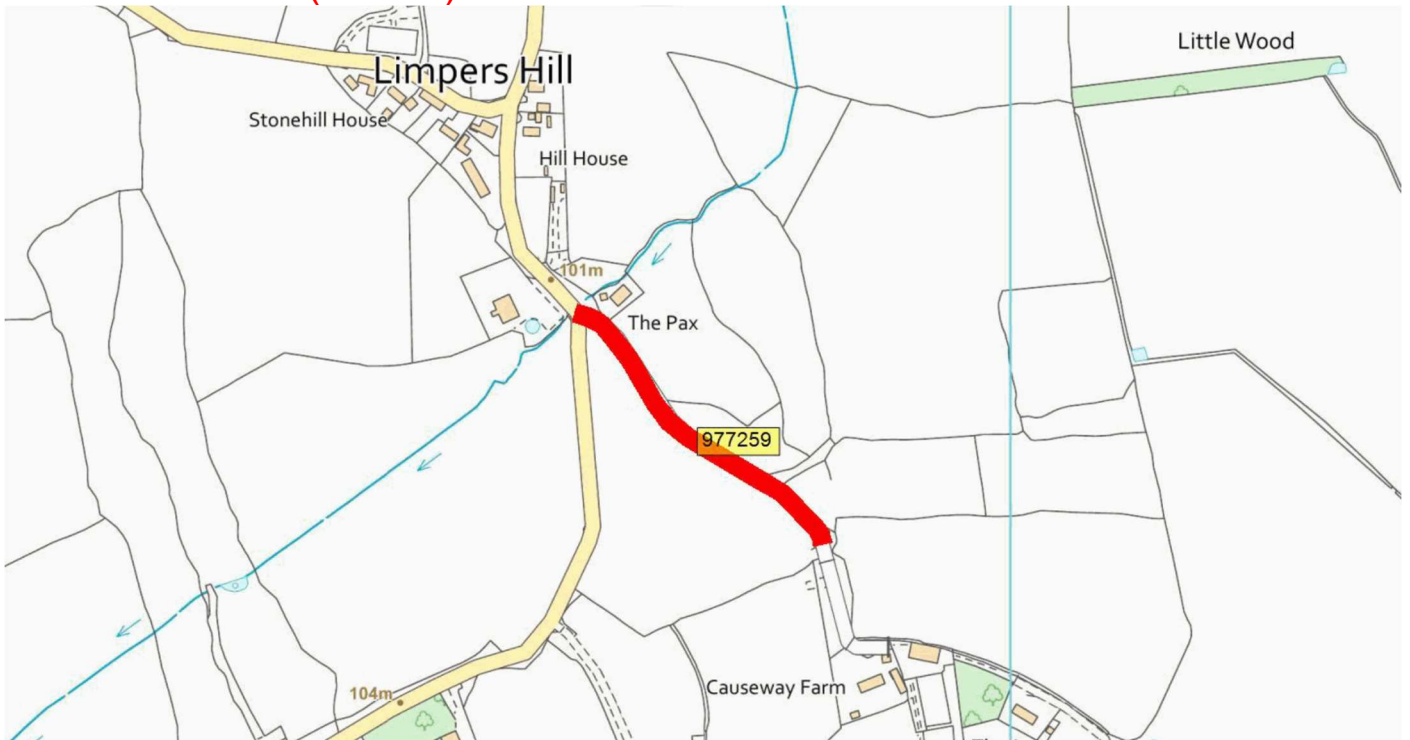 Little Wood
Limpers Hill
Stonehill House
Hill House
101m
The Pax
977259
Causeway Farm
104m